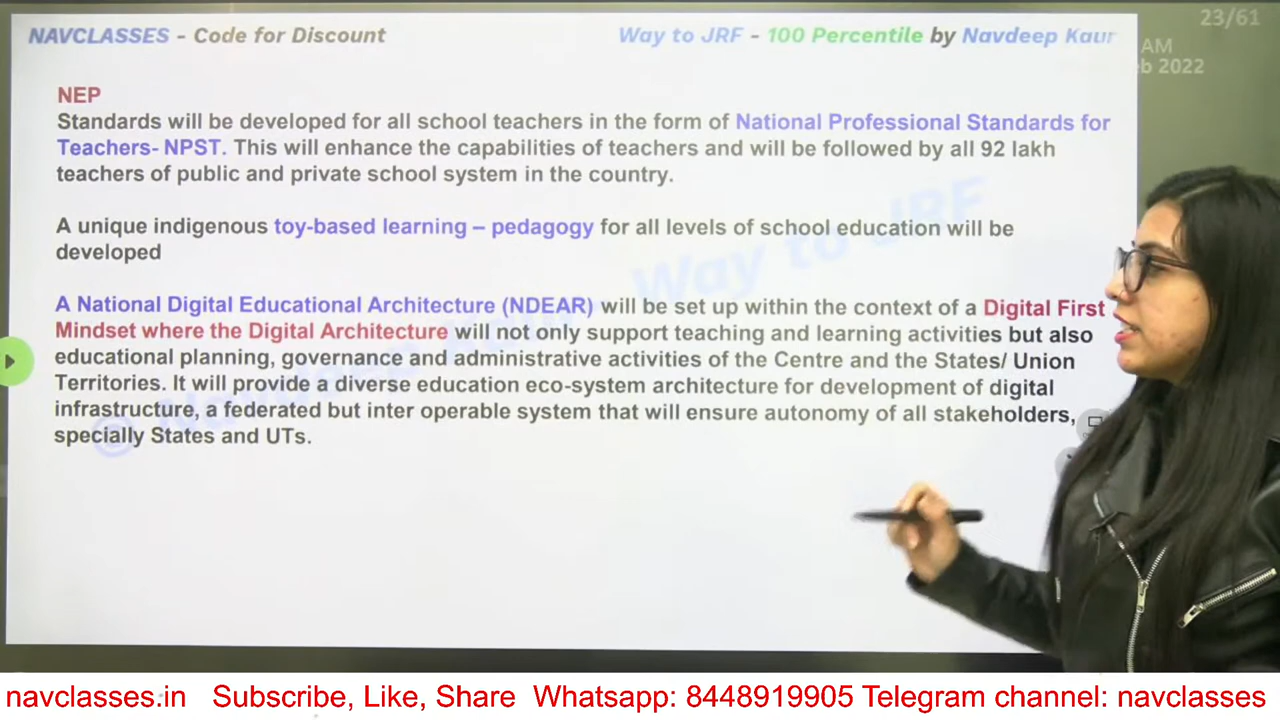 NAVCLASSES - Code for Discount
Way to JRF - 100 Percentile by Navdeep Kaur
23/61
AM
eb 2022
NEP
Standards will be developed for all school teachers in the form of National Professional Standards for
Teachers- NPST. This will enhance the capabilities of teachers and will be followed by all 92 lakh
teachers of public and private school system in the country.
A unique indigenous toy-based learning – pedagogy for all levels of school education will be
developed
A National Digital Educational Architecture (NDEAR) will be set up within the context of a Digital First
Mindset where the Digital Architecture will not only support teaching and learning activities but also
educational planning, governance and administrative activities of the Centre and the States/ Union
Territories. It will provide a diverse education eco-system architecture for development of digital
infrastructure, a federated but inter operable system that will ensure autonomy of all stakeholders,
specially States and UTs.
navclasses.in Subscribe, Like, Share Whatsapp: 8448919905 Telegram channel: navclasses